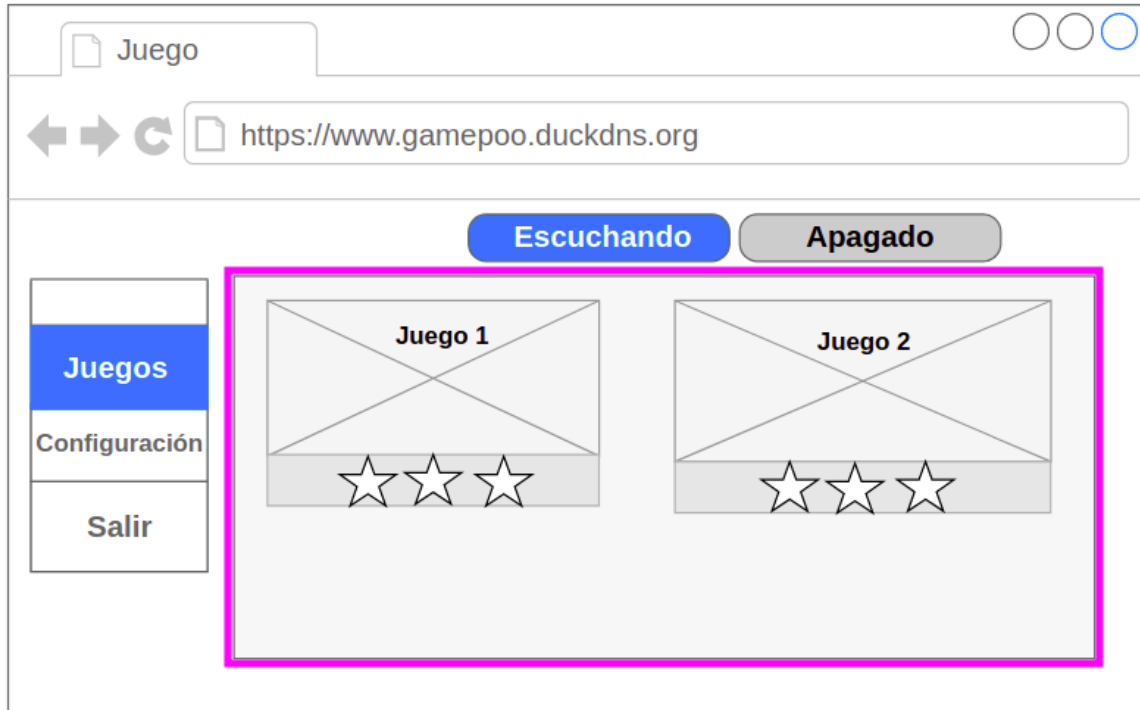 Juego
https://www.gamepoo.duckdns.org
Escuchando
Apagado
Juegos
Configuración
Salir
Juego 1
Juego 2